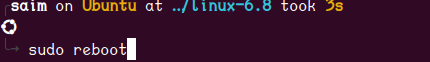 saim on Ubuntu at ../linux-6.8 took 3s
sudo reboot